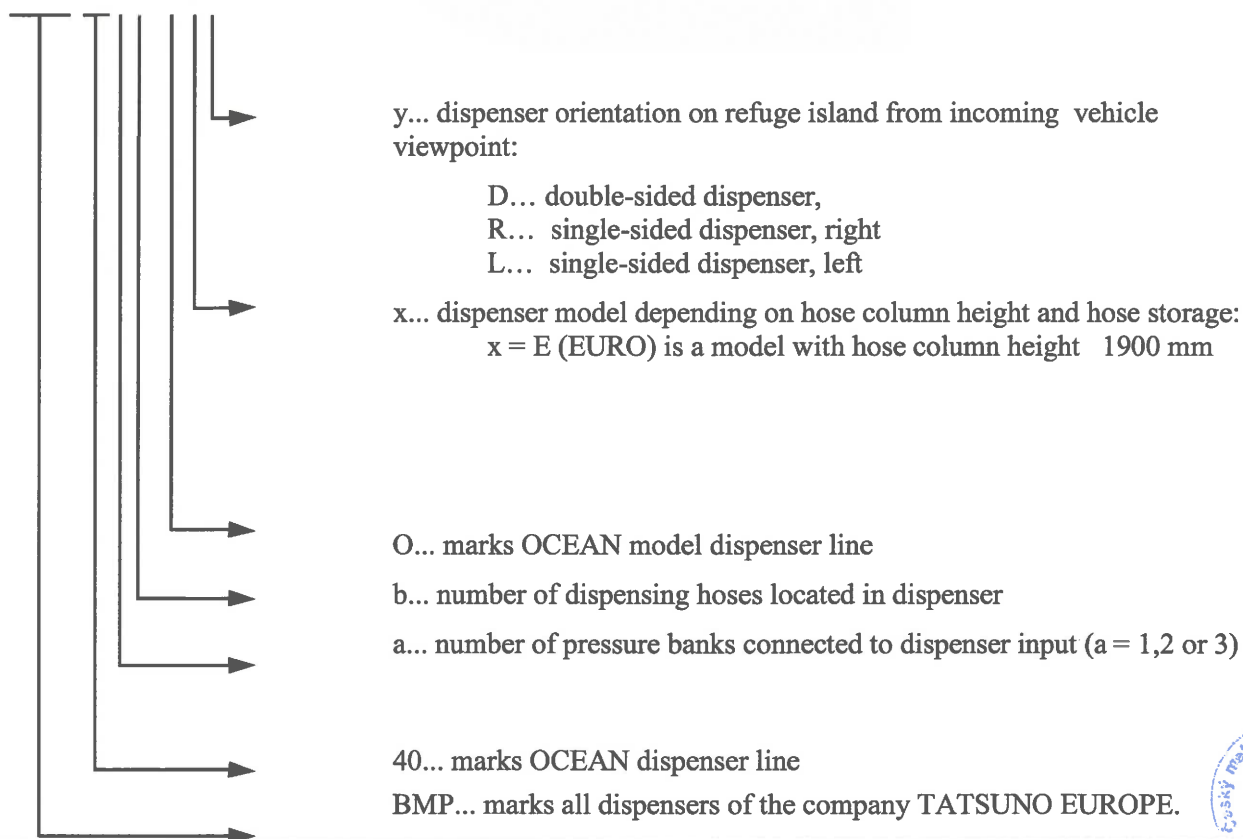 y... dispenser orientation on refuge island from incoming vehicle
viewpoint:
D... double-sided dispenser,
R... single-sided dispenser, right
L... single-sided dispenser, left
x... dispenser model depending on hose column height and hose storage:
x = E (EURO) is a model with hose column height 1900 mm
O... marks OCEAN model dispenser line
b... number of dispensing hoses located in dispenser
a... number of pressure banks connected to dispenser input (a = 1,2 or 3)
40... marks OCEAN dispenser line
BMP... marks all dispensers of the company TATSUNO EUROPE.